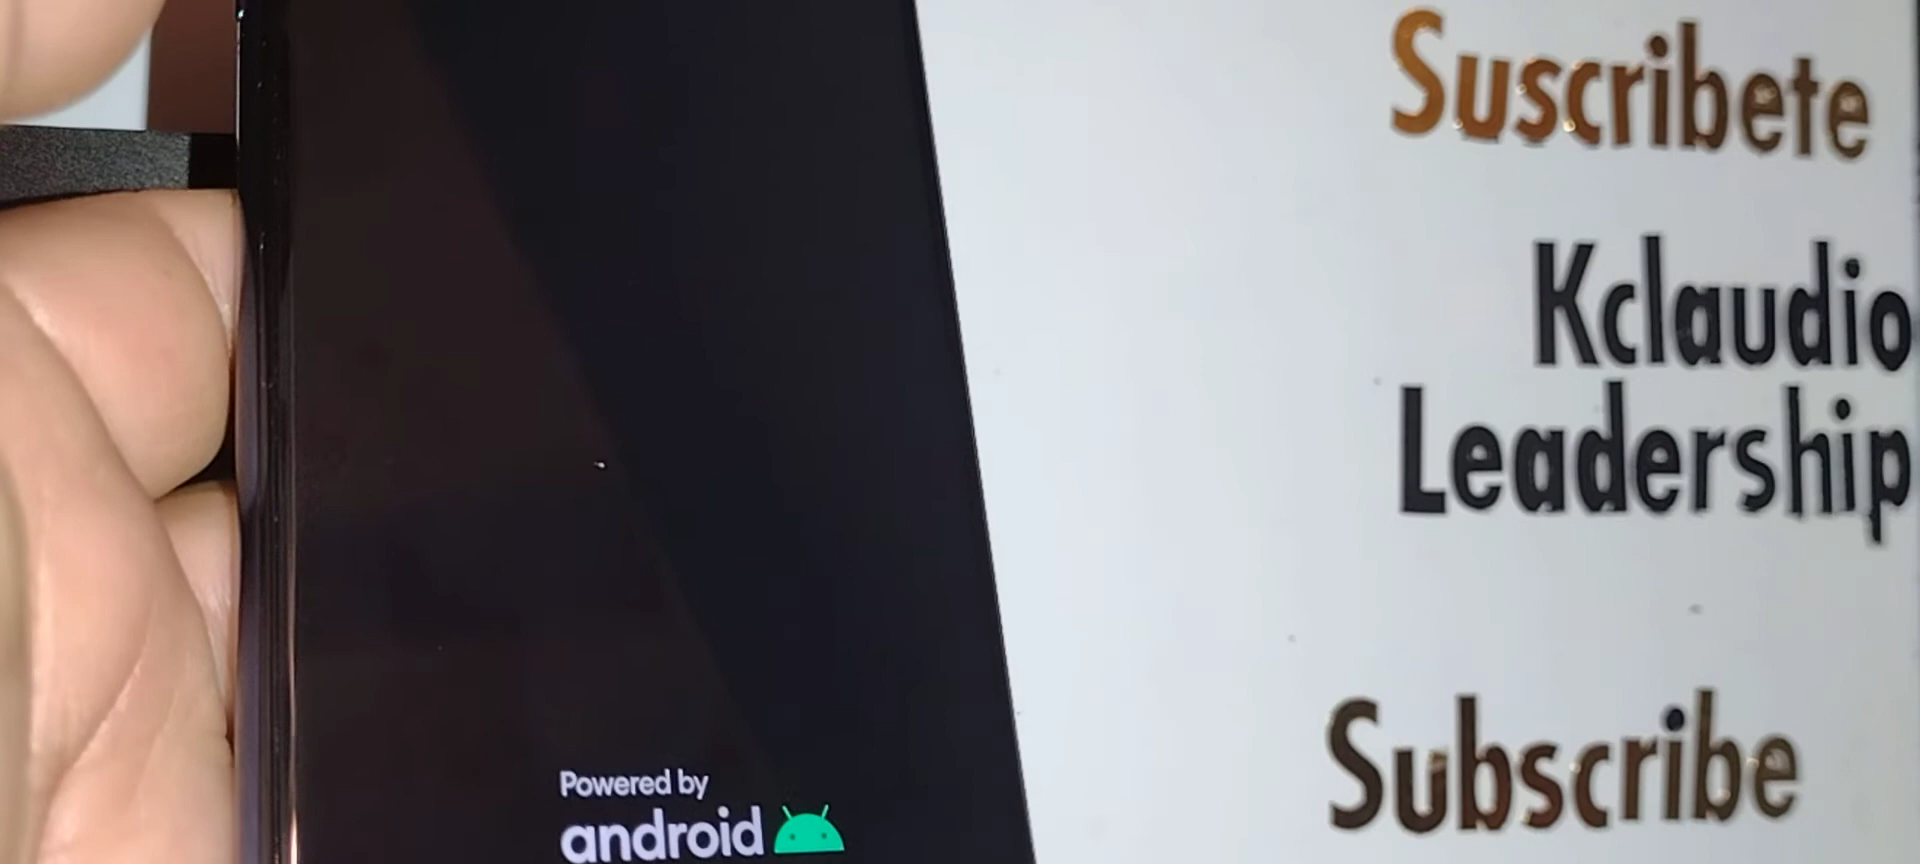 Suscribete
Kclaudio
Leadership
Subscribe
Powered by
android